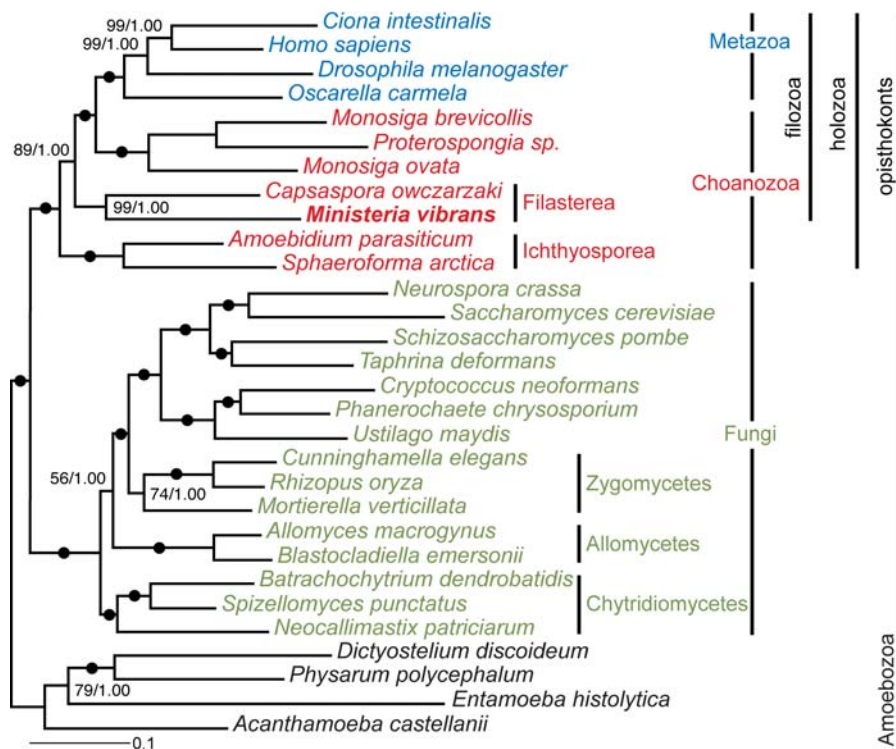 99/1.00
Ciona intestinalis
99/1.00
Homo sapiens
Metazoa
Drosophila melanogaster
Oscarella carmela
filozoa
holozoa
opisthokonts
Monosiga brevicollis
Proterospongia sp.
89/1.00
Monosiga ovata
Choanozoa
Capsaspora owczarzaki
Filasterea
99/1.00
Ministeria vibrans
Amoebidium parasiticum
Ichthyosporea
Sphaeroforma arctica
Neurospora crassa
Saccharomyces cerevisiae
Schizosaccharomyces pombe
Taphrina deformans
Cryptococcus neoformans
Phanerochaete chrysosporium
Ustilago maydis
Fungi
Cunninghamella elegans
56/1.00
Rhizopus oryza
Zygomycetes
74/1.00
Mortierella verticillata
Allomyces macrogynus
Allomycetes
Blastocladiella emersonii
Batrachochytrium dendrobatidis
Spizellomyces punctatus
Chytridiomycetes
Neocallimastix patriciarum
Dictyostelium discoideum
Physarum polycephalum
79/1.00
Entamoeba histolytica
Acanthamoeba castellanii
Amoebozoa
0.1